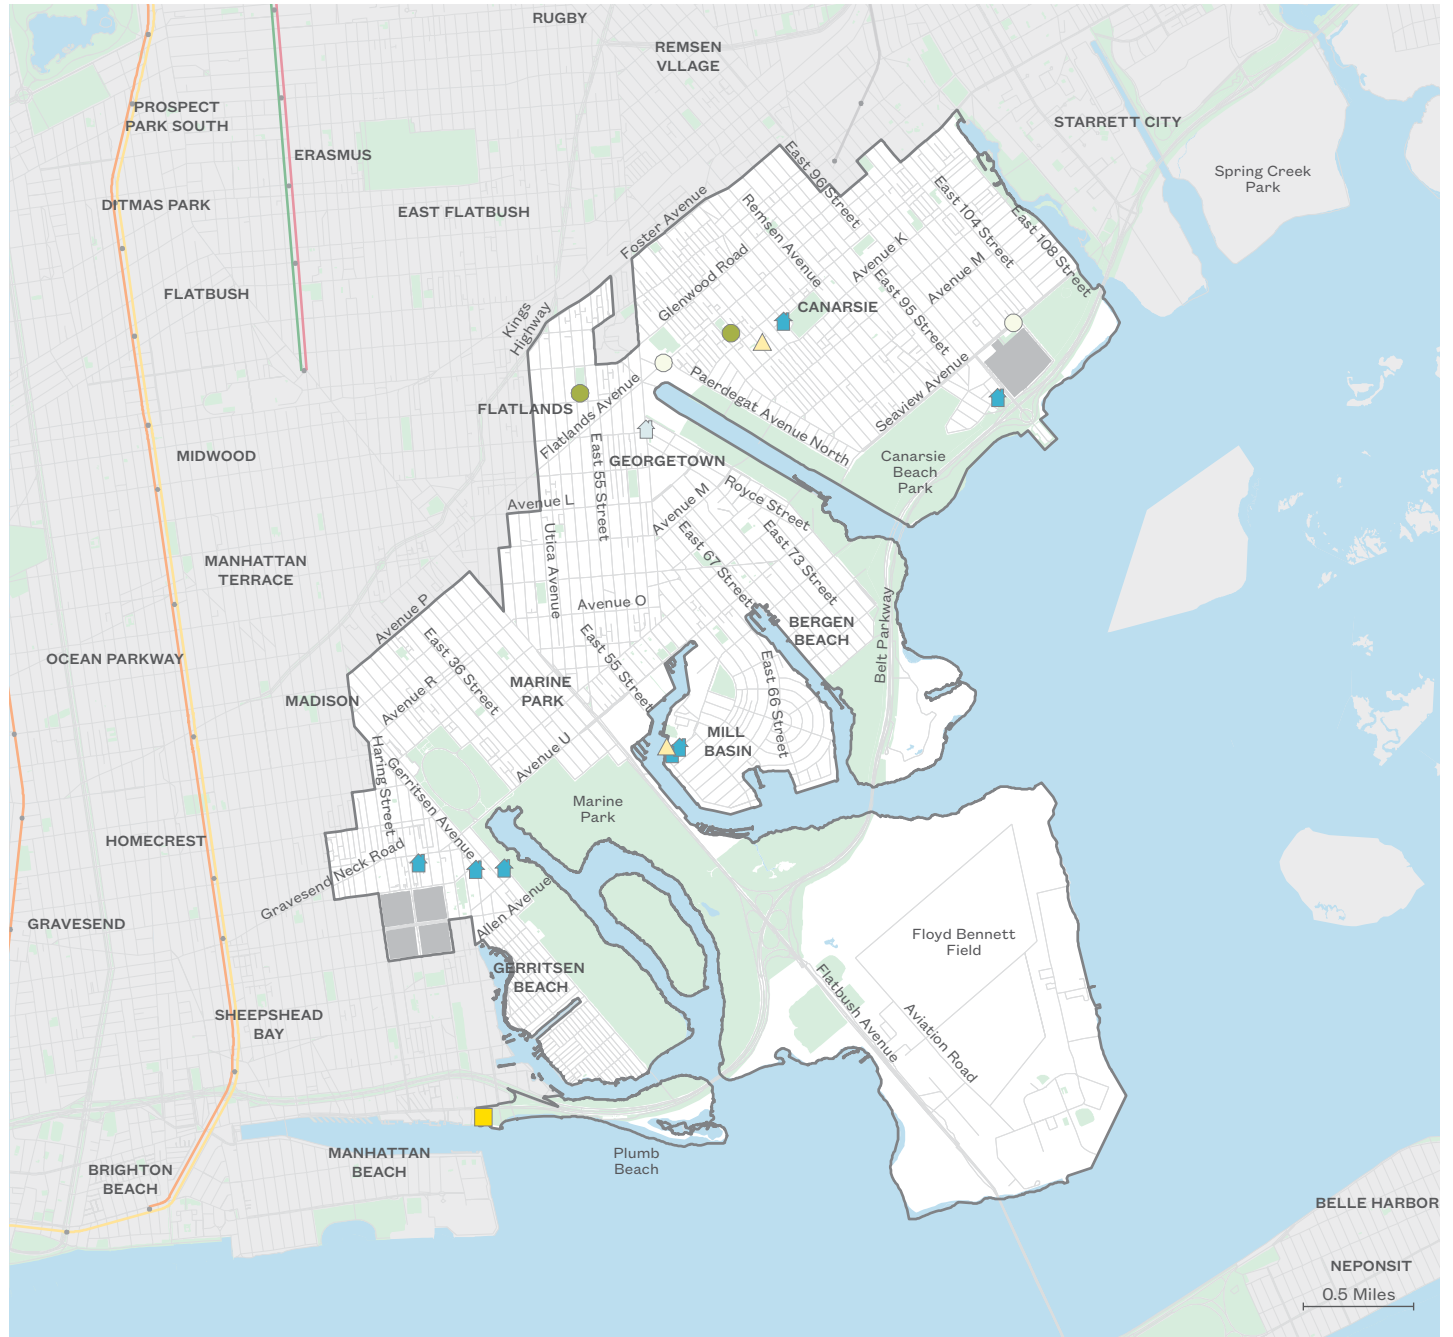 RUGBY
REMSEN
VLLAGE
PROSPECT
PARK SOUTH
STARRETT CITY
ERASMUS
Spring Creek
Park
DITMAS PARK
EAST FLATBUSH
East 96 Street
East 104 Street
East 108 Street
Foster Avenue
Remsen Avenue
Avenue K
Glenwood Road
Avenue M
FLATBUSH
CANARSIE
East 95 Street
Kings
Highway
Flatlands Avenue
Paerdegat Avenue North
Seaview Avenue
FLATLANDS
MIDWOOD
GEORGETOWN
Canarsie
Beach
Park
East 55 Street
Avenue L
Avenue M
Royce Street
East 67 Street
East 73 Street
Utica Avenue
MANHATTAN
TERRACE
Avenue O
Avenue P
BERGEN
BEACH
Belt Parkway
East 36 Street
East 55 Street
East 66 Street
OCEAN PARKWAY
MADISON
Avenue R
MARINE
PARK
MILL
BASIN
Haring Street
Gerritsen Avenue
Avenue U
Marine
Park
HOMECREST
Gravesend Neck Road
GRAVESEND
Allen Avenue
Floyd Bennett
Field
GERRITSEN
BEACH
Flatbush Avenue
Aviation Road
SHEEPSHEAD
BAY
MANHATTAN
BEACH
Plumb
Beach
BRIGHTON
BEACH
BELLE HARBOR
NEPONSIT
0.5 Miles